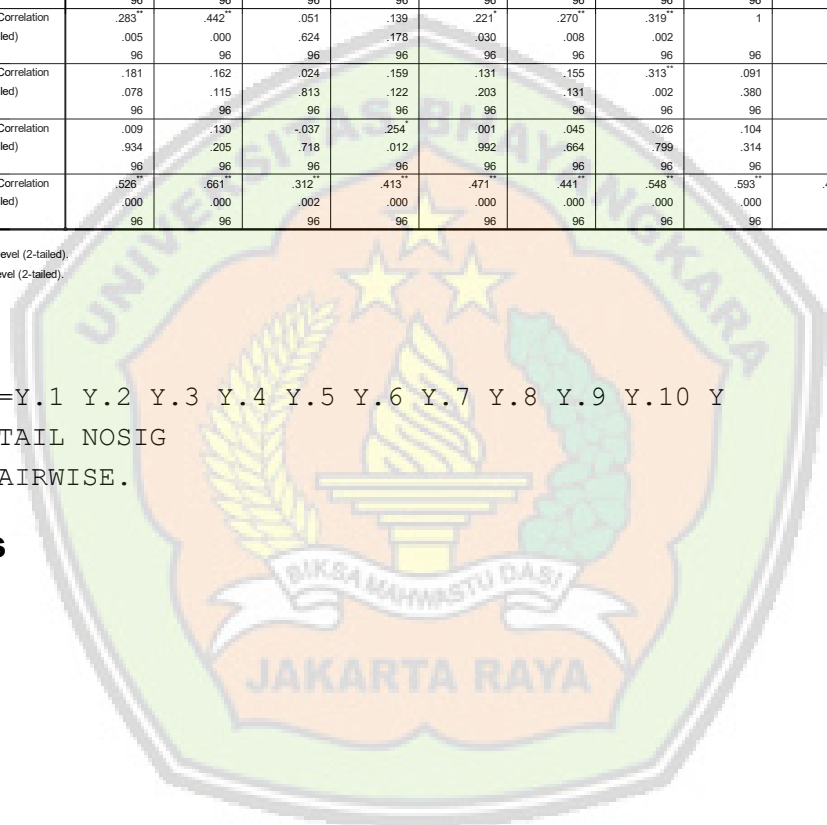 96 96 96 96 96 96 96 96
Correlation .283** .442** .051 .139 .221* .270** .319** 1
led) .005 .000 .624 .178 .030 .008 .002
96 96 96 96 96 96 96 96
Correlation .181 .162 .024 .159 .131 .155 .313** .091
led) .078 .115 .813 .122 .203 .131 .002 .380
96 96 96 96 96 96 96 96
Correlation .009 .130 -.037 .254* .001 .045 .026 .104
led) .934 .205 .718 .012 .992 .664 .799 .314
96 96 96 96 96 96 96 96
Correlation .526** .661** .312** .413** .471** .441** .548** .593** .4
led) .000 .000 .002 .000 .000 .000 .000 .000
96 96 96 96 96 96 96 96
evel (2-tailed).
vel (2-tailed).
=Y.1 Y.2 Y.3 Y.4 Y.5 Y.6 Y.7 Y.8 Y.9 Y.10 Y
TAIL NOSIG
AIRWISE.
s
UNIVERSITAS BHAYANGKARA
BIKSA MAHWASTU DASI
JAKARTA RAYA